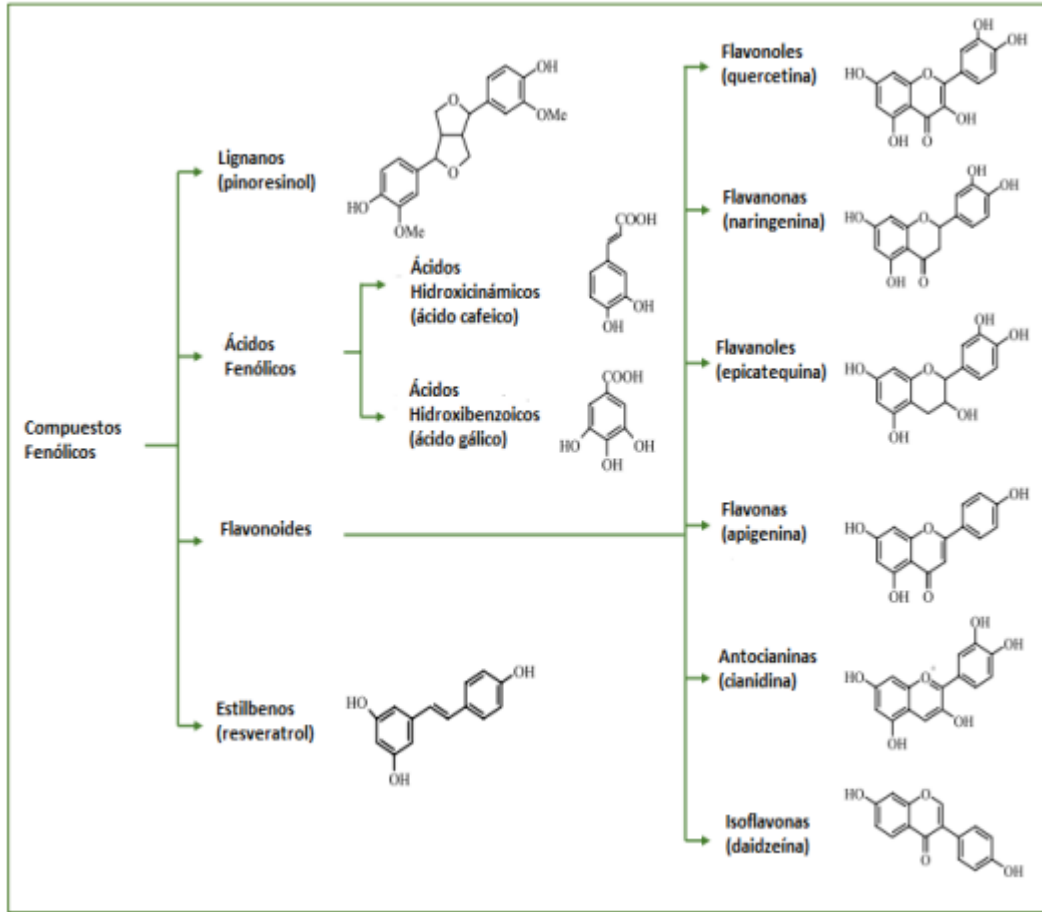 Compuestos
Fenólicos
Lignanos
(pinoresinol)
OH
O
OMe
O
HO
OMe
Ácidos
Fenólicos
Ácidos
Hidroxicinámicos
(ácido cafeico)
COOH
OH
OH
Ácidos
Hidroxibenzoicos
(ácido gálico)
COOH
HO
OH
OH
Flavonoides
Estilbenos
(resveratrol)
OH
HO
OH
Flavonoles
(quercetina)
OH
OH
HO
O
OH
OH
O
Flavanonas
(naringenina)
OH
OH
HO
O
OH
O
Flavanoles
(epicatequina)
OH
OH
HO
O
OH
OH
Flavonas
(apigenina)
OH
HO
O
OH
O
Antocianinas
(cianidina)
OH
OH
HO
O+
OH
OH
Isoflavonas
(daidzeína)
HO
O
O
OH